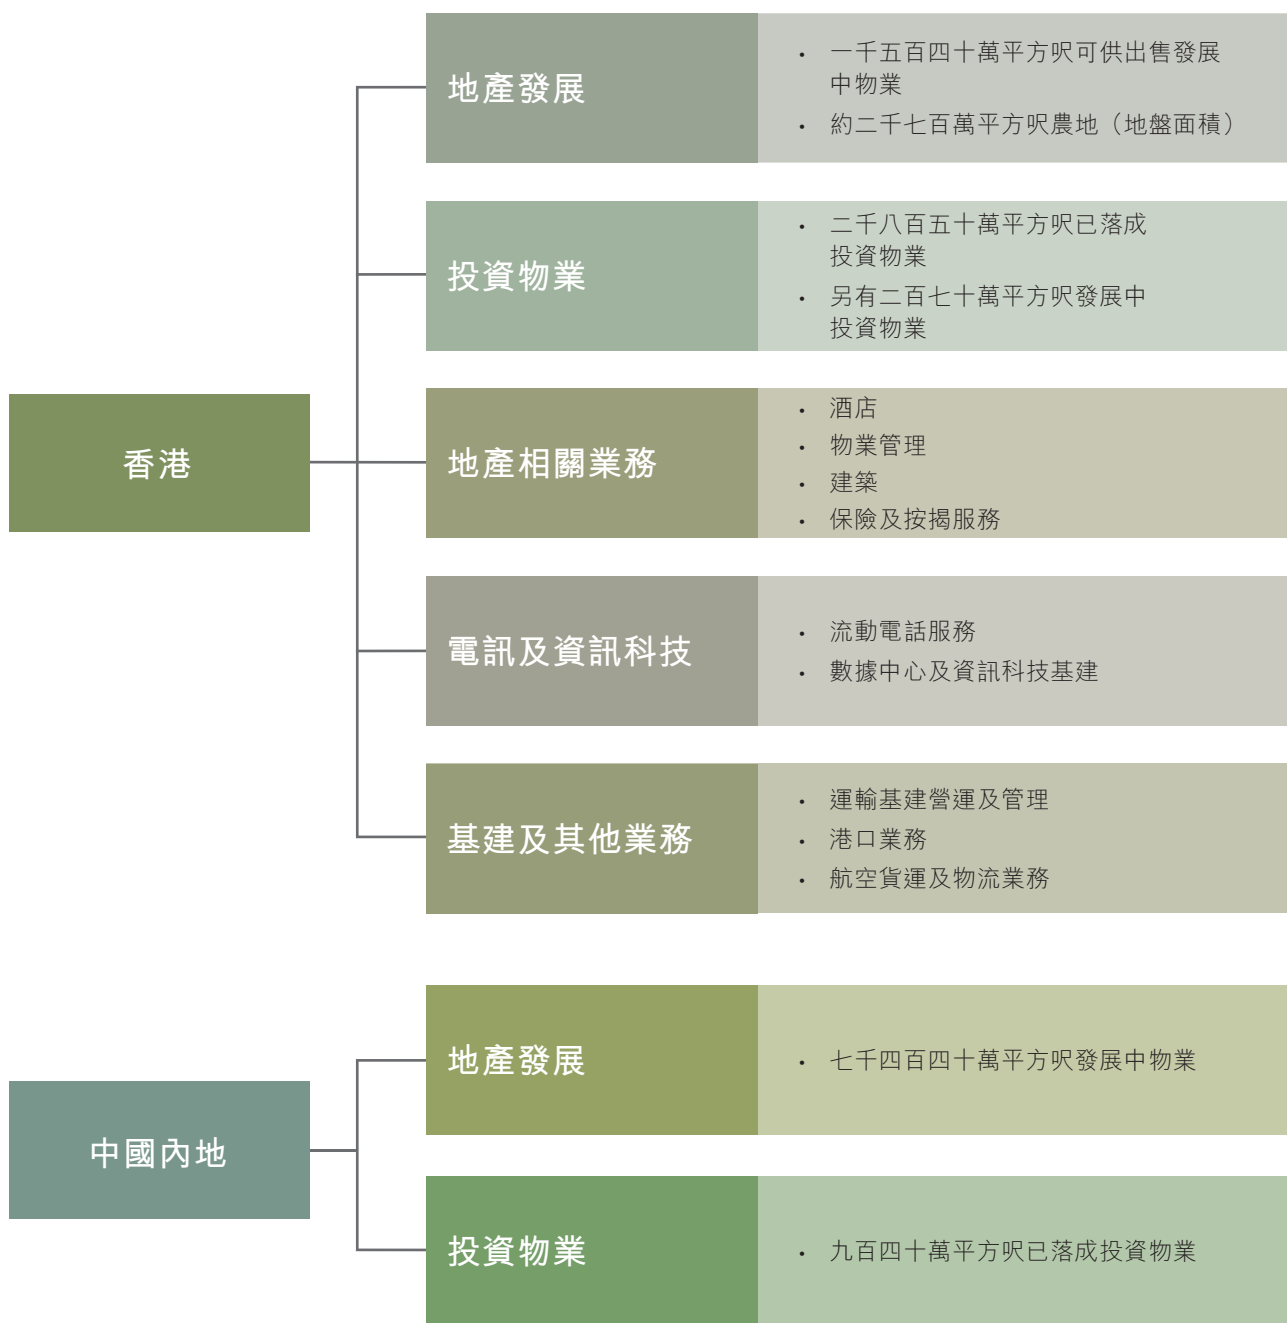 地產發展
• 一千五百四十萬平方呎可供出售發展
中物業
• 約二千七百萬平方呎農地（地盤面積）
投資物業
• 二千八百五十萬平方呎已落成
投資物業
• 另有二百七十萬平方呎發展中
投資物業
香港
地產相關業務
• 酒店
• 物業管理
• 建築
• 保險及按揭服務
電訊及資訊科技
• 流動電話服務
• 數據中心及資訊科技基建
基建及其他業務
• 運輸基建營運及管理
• 港口業務
• 航空貨運及物流業務
中國內地
地產發展
• 七千四百四十萬平方呎發展中物業
投資物業
• 九百四十萬平方呎已落成投資物業